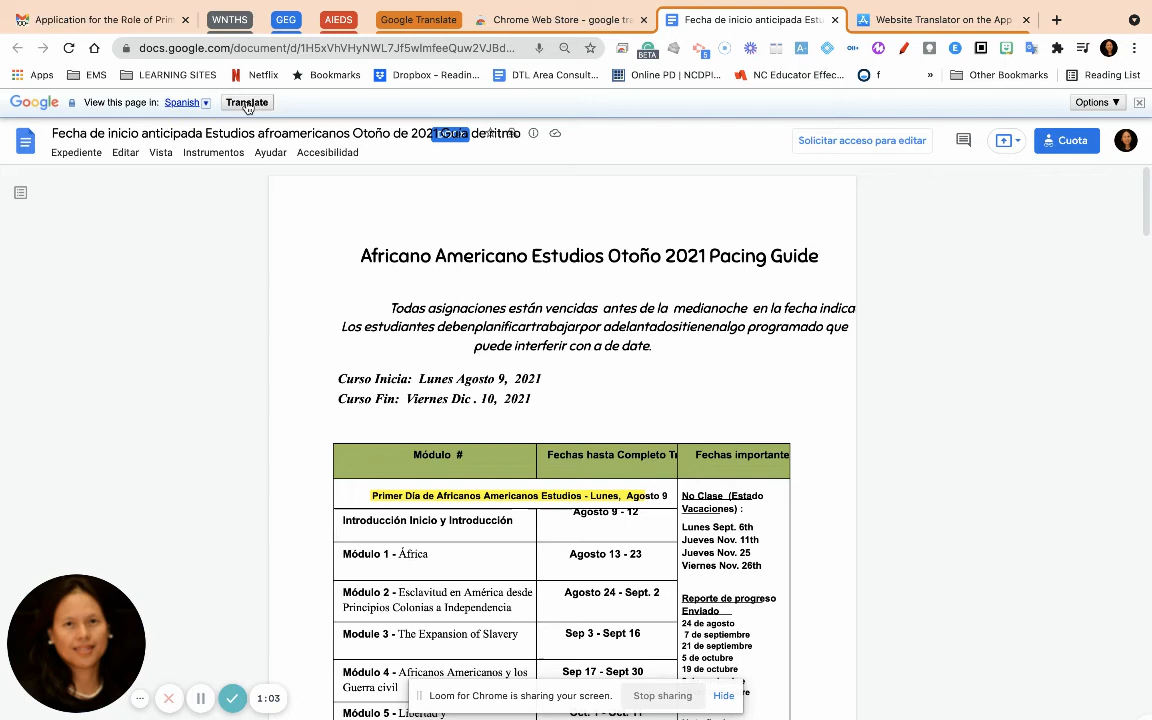 Application for the Role of Prim
WNTHS
GEG
AIEDS
Google Translate
Chrome Web Store - google tra
Fecha de inicio anticipada Estu
Website Translator on the App
docs.google.com/document/d/1H5xVhVHyNWL7Jf5wImfeeQuw2VJBd...
BETA
5
Apps
EMS
LEARNING SITES
Netflix
Bookmarks
Dropbox – Readin...
DTL Area Consult...
Online PD | NCDPI...
NC Educator Effec...
f
»
Other Bookmarks
Reading List
Google
View this page in:
Spanish
Translate
Options ▼
Fecha de inicio anticipada Estudios afroamericanos Otoño de 2021 Guía de ritmo
Solicitar acceso para editar
Cuota
Expediente
Editar
Vista
Insertar
Instrumentos
Ayudar
Accesibilidad
Africano Americano Estudios Otoño 2021 Pacing Guide
Todas asignaciones están vencidas antes de la medianoche en la fecha indica
Los estudiantes debenplanificartrabajarpor adelantadositienenalgo programado que
puede interferir con a de date.
Curso Inicia: Lunes Agosto 9, 2021
Curso Fin: Viernes Dic . 10, 2021
Módulo #
Fechas hasta Completo Tr
Fechas importante
Primer Día de Africanos Americanos Estudios - Lunes, Agosto 9
Introducción Inicio y Introducción
Agosto 9 - 12
Módulo 1 - África
Agosto 13 - 23
Módulo 2 - Esclavitud en América desde
Principios Colonias a Independencia
Agosto 24 - Sept. 2
Module 3 - The Expansion of Slavery
Sep 3 - Sept 16
Módulo 4 - Africanos Americanos y los
Guerra civil
Sep 17 - Sept 30
Módulo 5 - Libertad y
Oct. 1 - Oct. 11
No Clase (Estado
Vacaciones) :
Lunes Sept. 6th
Jueves Nov. 11th
Jueves Nov. 25
Viernes Nov. 26th
Reporte de progreso
Enviado
24 de agosto
7 de septiembre
21 de septiembre
5 de octubre
19 de octubre
1:03
Loom for Chrome is sharing your screen.
Stop sharing
Hide